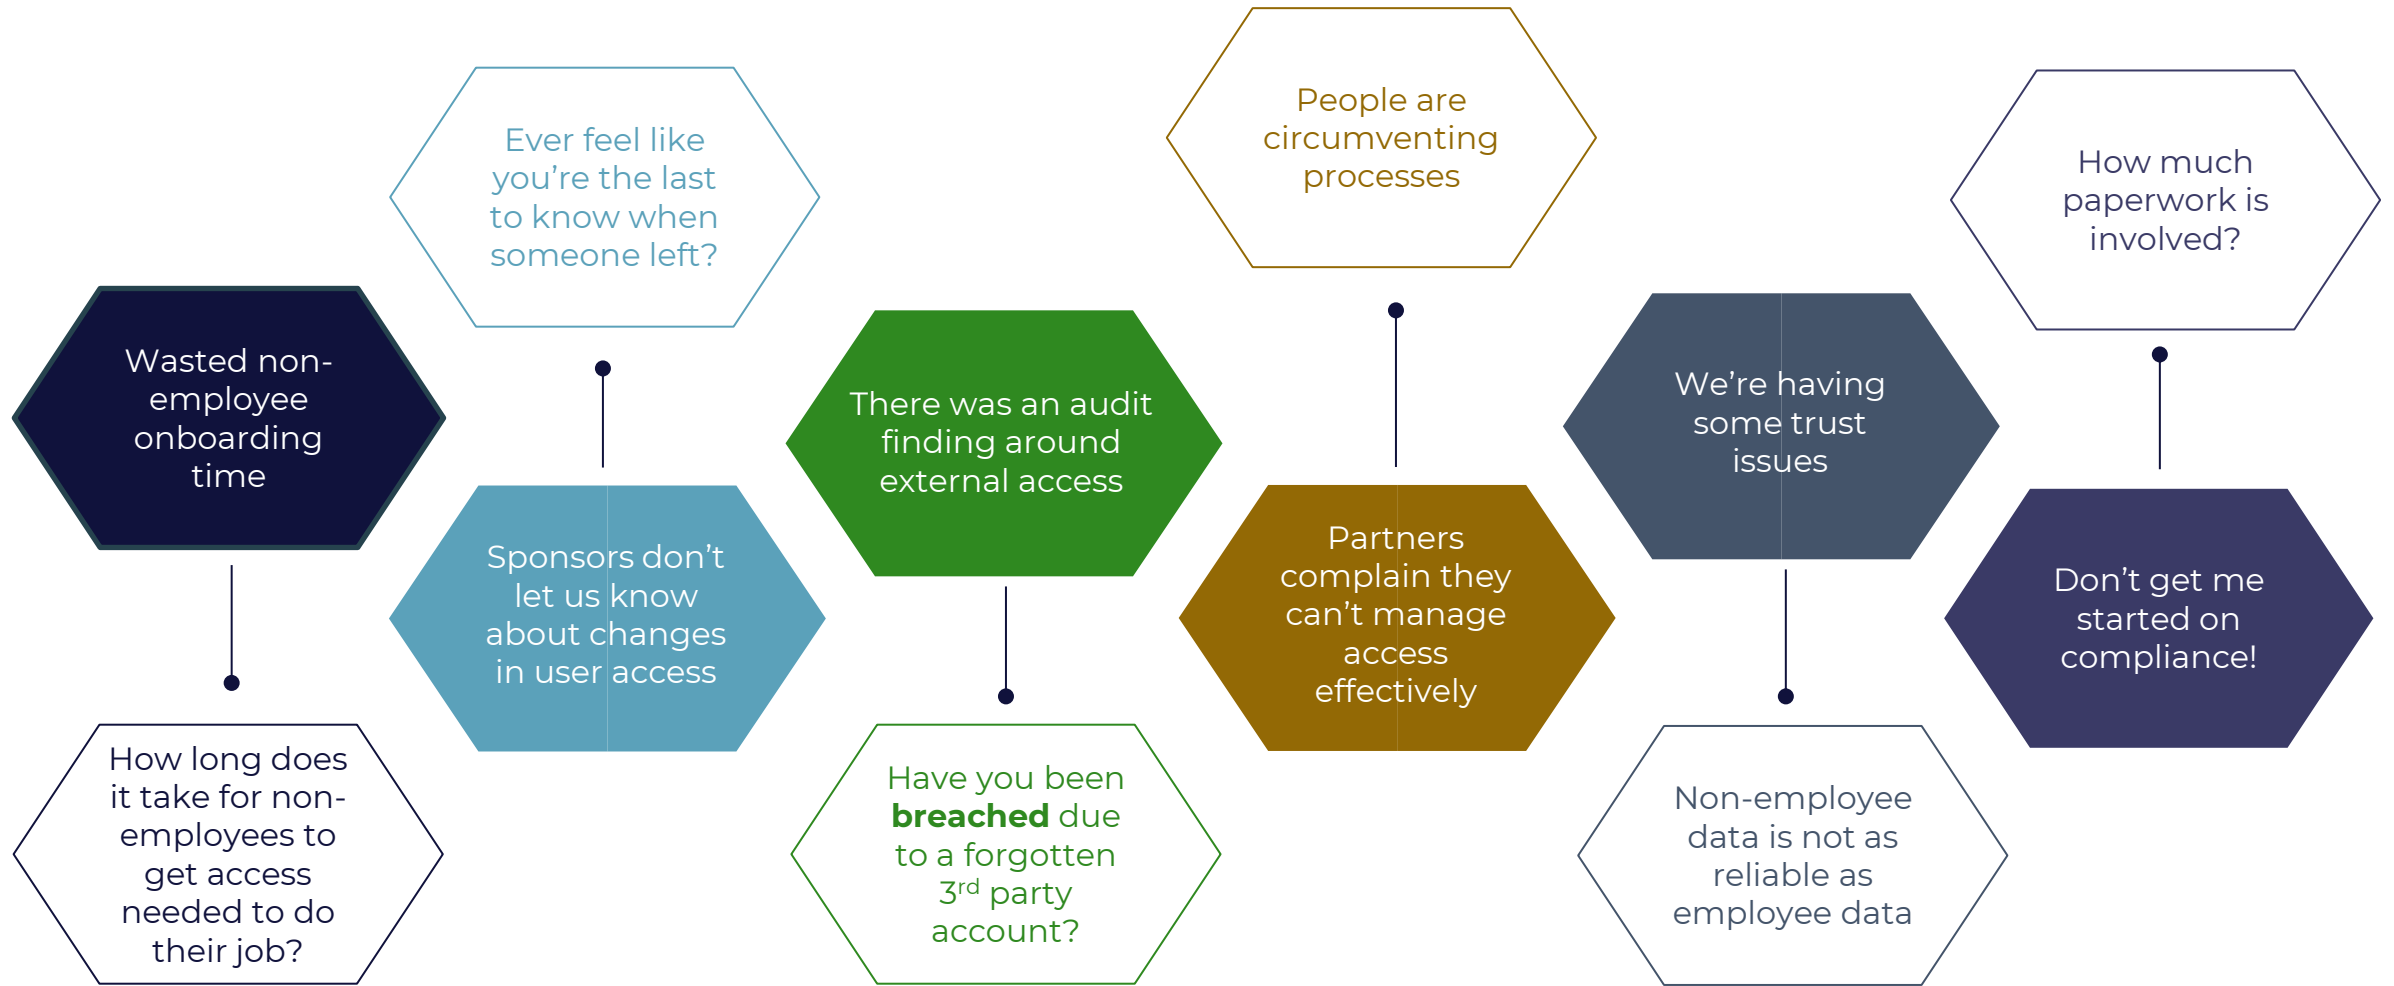 Wasted non-
employee
onboarding
time
How long does
it take for non-
employees to
get access
needed to do
their job?
Ever feel like
you’re the last
to know when
someone left?
Sponsors don’t
let us know
about changes
in user access
There was an audit
finding around
external access
Have you been
breached due
to a forgotten
3rd party
account?
People are
circumventing
processes
Partners
complain they
can’t manage
access
effectively
We’re having
some trust
issues
Non-employee
data is not as
reliable as
employee data
How much
paperwork is
involved?
Don’t get me
started on
compliance!